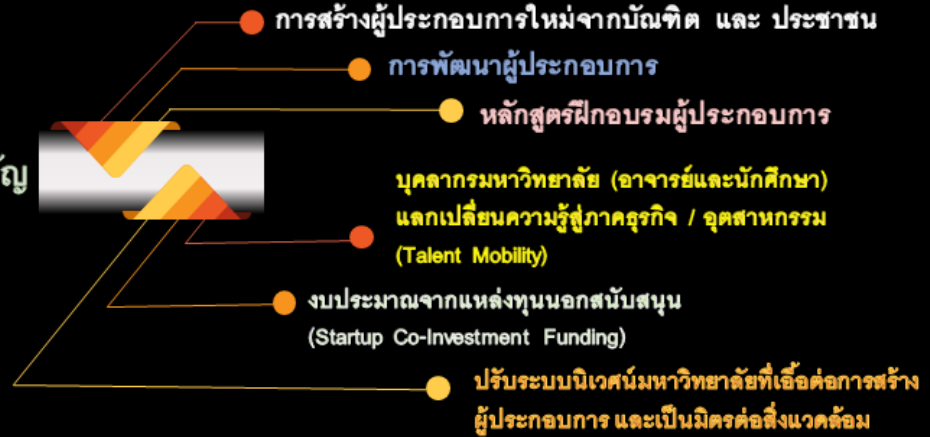 การสร้างผู้ประกอบการใหม่จากบัณฑิต และ ประชาชน
การพัฒนาผู้ประกอบการ
หลักสูตรฝึกอบรมผู้ประกอบการ
บุคลากรมหาวิทยาลัย (อาจารย์และนักศึกษา)
แลกเปลี่ยนความรู้สู่ภาคธุรกิจ / อุตสาหกรรม
(Talent Mobility)
งบประมาณจากแหล่งทุนนอกสนับสนุน
(Startup Co-Investment Funding)
ปรับระบบนิเวศน์มหาวิทยาลัยที่เอื้อต่อการสร้าง
ผู้ประกอบการ และเป็นมิตรต่อสิ่งแวดล้อม